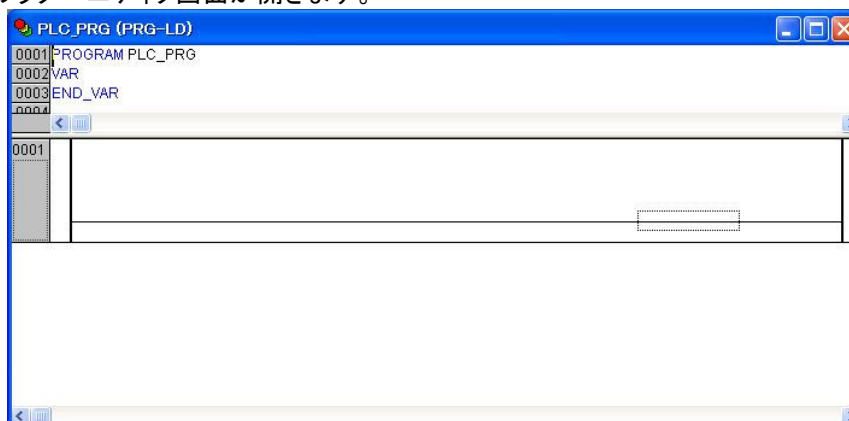 ラダーエディタ画面が開きます。
PLC_PRG (PRG-LD)
0001 PROGRAM PLC_PRG
0002 VAR
0003 END_VAR
0004
0001